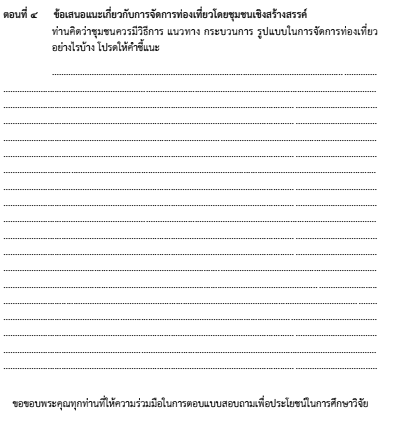 ตอนที่ ๔ ข้อเสนอแนะเกี่ยวกับการจัดการท่องเที่ยวโดยชุมชนเชิงสร้างสรรค์
ท่านคิดว่าชุมชนควรมีวิธีการ แนวทาง กระบวนการ รูปแบบในการจัดการท่องเที่ยว
อย่างไรบ้าง โปรดให้คำชี้แนะ
ขอขอบพระคุณทุกท่านที่ให้ความร่วมมือในการตอบแบบสอบถามเพื่อประโยชน์ในการศึกษาวิจัย